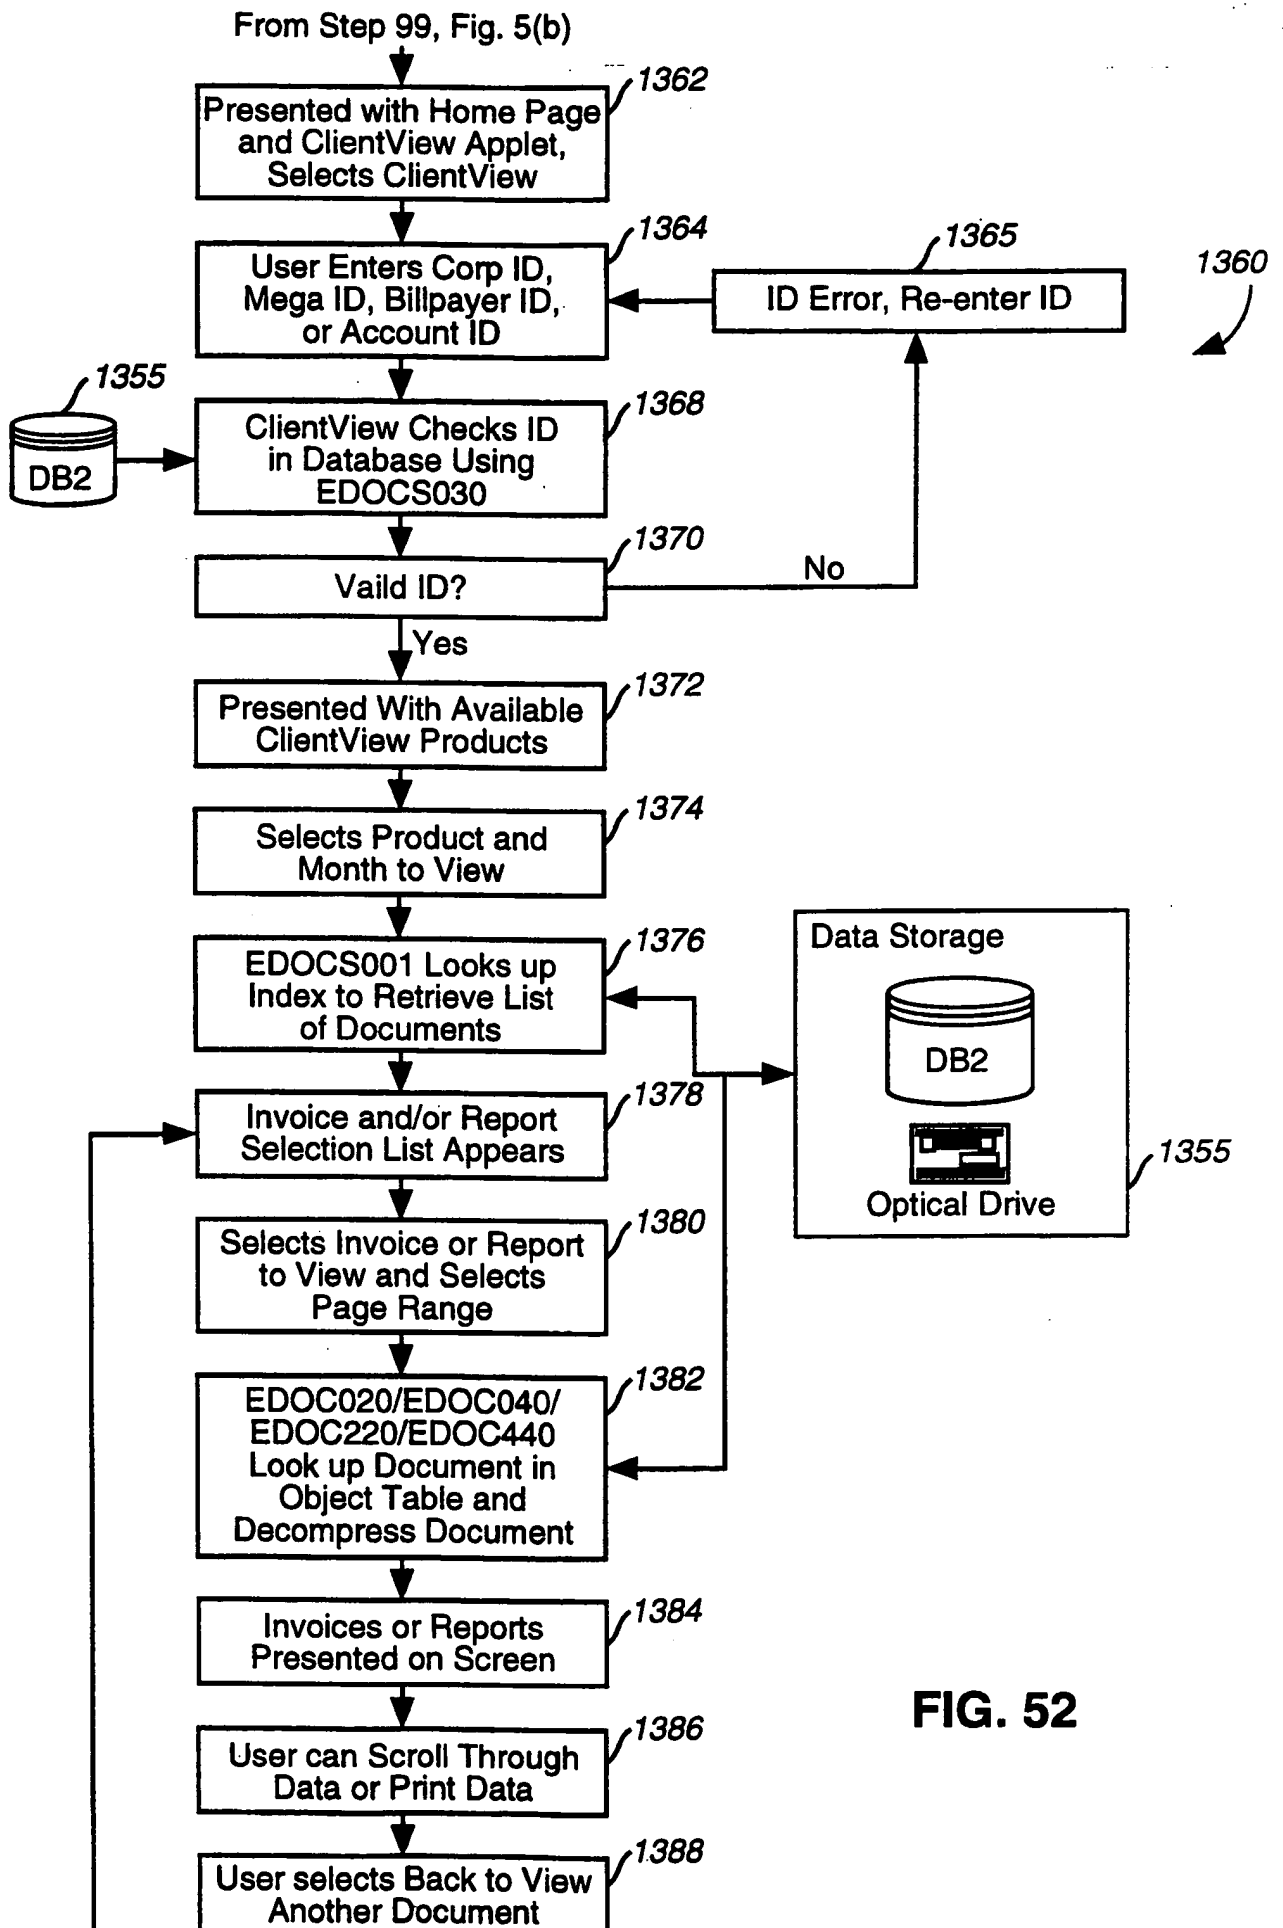 From Step 99, Fig. 5(b)
1362
Presented with Home Page
and ClientView Applet,
Selects ClientView
1364
User Enters Corp ID,
Mega ID, Billpayer ID,
or Account ID
1365
ID Error, Re-enter ID
1360
1355
DB2
1368
ClientView Checks ID
in Database Using
EDOCS030
1370
Vaild ID?
No
Yes
1372
Presented With Available
ClientView Products
1374
Selects Product and
Month to View
1376
EDOCS001 Looks up
Index to Retrieve List
of Documents
Data Storage
DB2
Optical Drive
1355
1378
Invoice and/or Report
Selection List Appears
1380
Selects Invoice or Report
to View and Selects
Page Range
1382
EDOC020/EDOC040/
EDOC220/EDOC440
Look up Document in
Object Table and
Decompress Document
1384
Invoices or Reports
Presented on Screen
1386
User can Scroll Through
Data or Print Data
1388
User selects Back to View
Another Document
FIG. 52